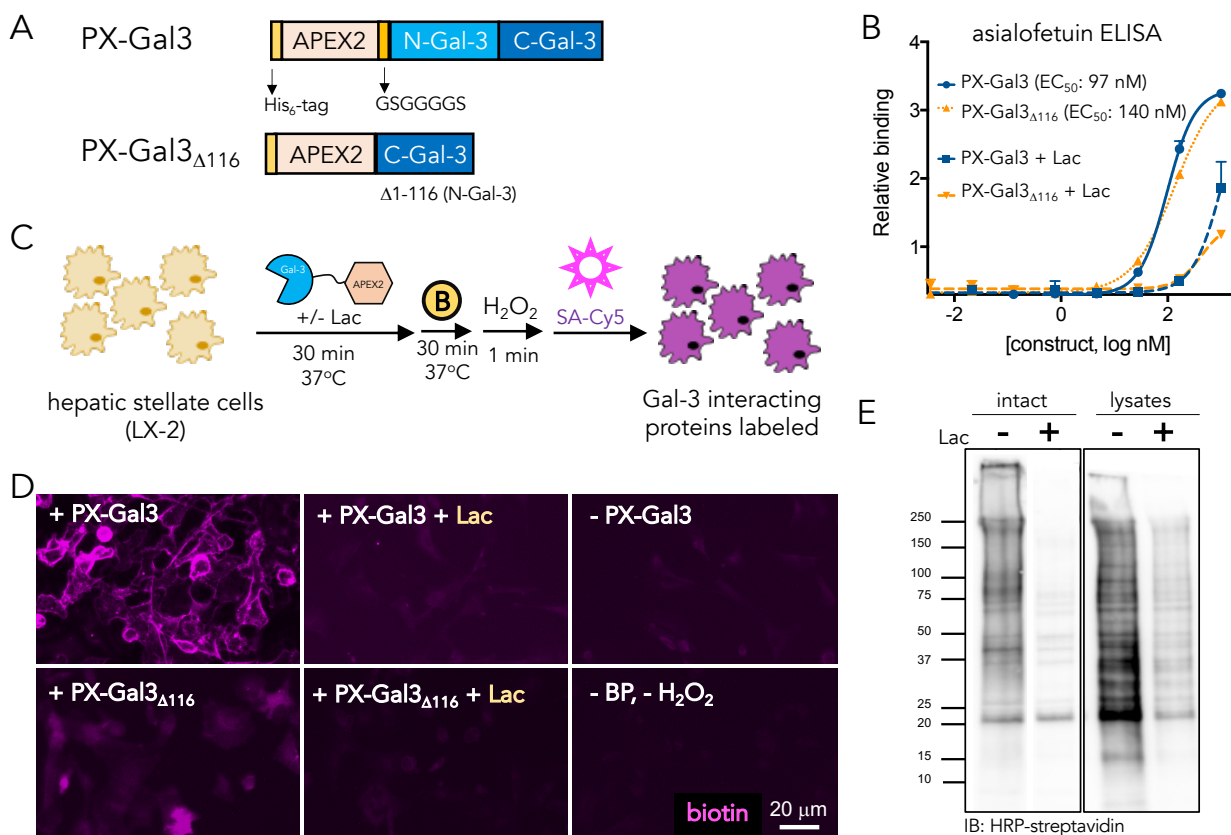 A
PX-Gal3
APEX2
N-Gal-3
C-Gal-3
His₆-tag
GSGGGGS
PX-Gal3Δ116
APEX2
C-Gal-3
Δ1-116 (N-Gal-3)
B
asialofetuin ELISA
PX-Gal3 (EC₅₀: 97 nM)
PX-Gal3Δ116 (EC₅₀: 140 nM)
PX-Gal3 + Lac
PX-Gal3Δ116 + Lac
Relative binding
4
3
2
1
-2
0
2
[construct, log nM]
C
hepatic stellate cells
(LX-2)
Gal-3
APEX2
+/- Lac
30 min
37ºC
B
30 min
37ºC
H₂O₂
1 min
SA-Cy5
Gal-3 interacting
proteins labeled
D
+ PX-Gal3
+ PX-Gal3 + Lac
- PX-Gal3
+ PX-Gal3Δ116
+ PX-Gal3Δ116 + Lac
- BP, - H₂O₂
biotin
20 μm
E
intact
lysates
Lac - + - +
250
150
100
75
50
37
25
20
15
10
IB: HRP-streptavidin